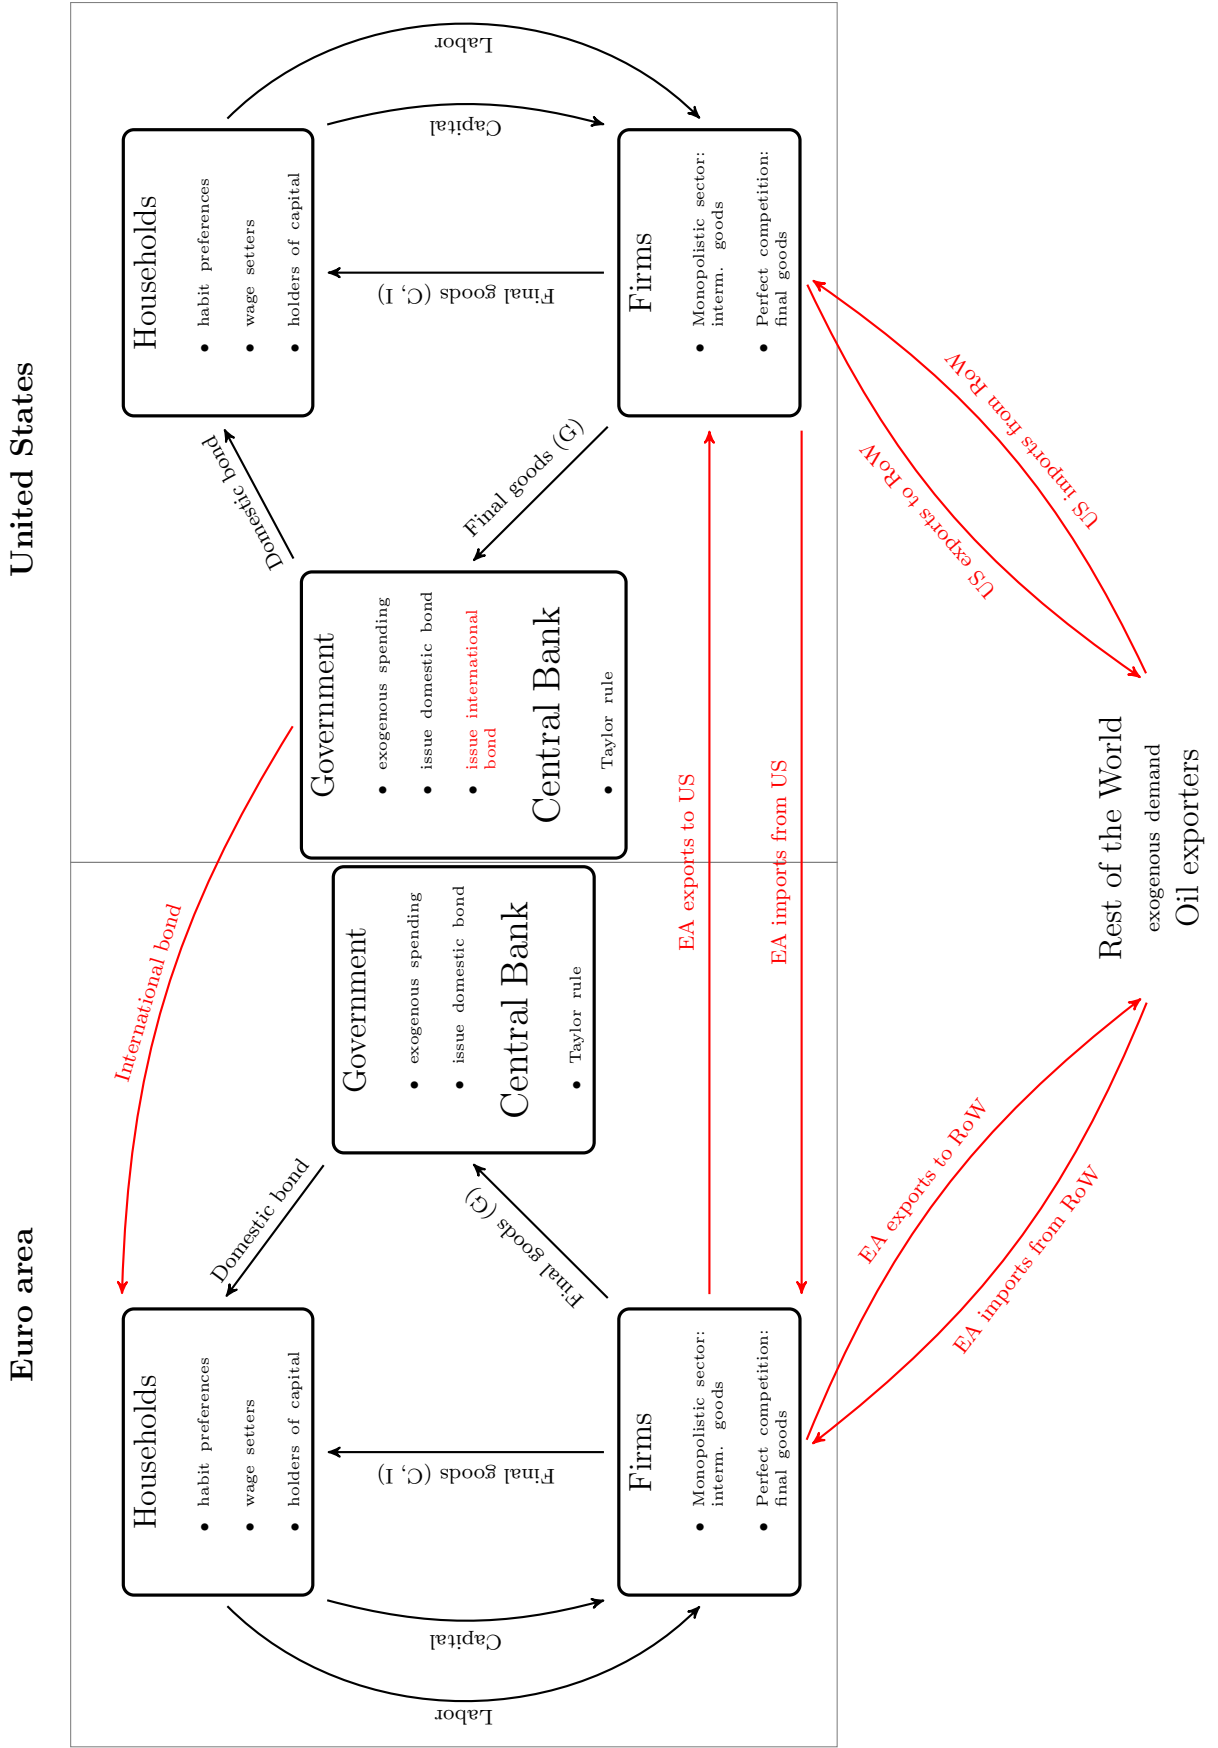 Euro area
United States
Households
• habit preferences
• wage setters
• holders of capital
Firms
• Monopolistic sector:
interm. goods
• Perfect competition:
final goods
Labor
Capital
Final goods (C, I)
Domestic bond
Final goods (G)
Government
• exogenous spending
• issue domestic bond
Central Bank
• Taylor rule
International bond
Government
• exogenous spending
• issue domestic bond
• issue international
bond
Central Bank
• Taylor rule
Domestic bond
Final goods (G)
Households
• habit preferences
• wage setters
• holders of capital
Firms
• Monopolistic sector:
interm. goods
• Perfect competition:
final goods
Final goods (C, I)
Capital
Labor
EA exports to US
EA imports from US
EA exports to RoW
EA imports from RoW
US exports to RoW
US imports from RoW
Rest of the World
exogenous demand
Oil exporters